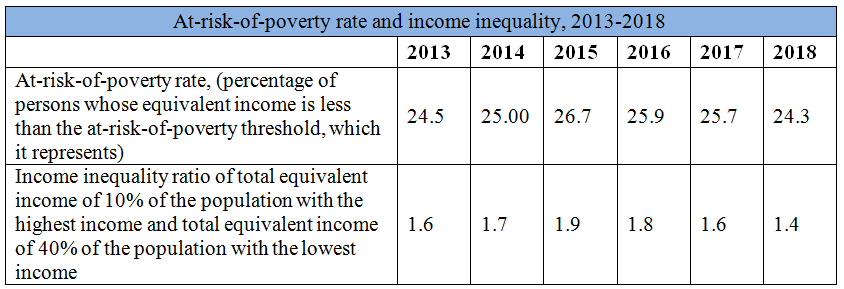 At-risk-of-poverty rate and income inequality, 2013-2018
2013 2014 2015 2016 2017 2018
At-risk-of-poverty rate, (percentage of
persons whose equivalent income is less
than the at-risk-of-poverty threshold, which
it represents)
24.5 25.00 26.7 25.9 25.7 24.3
Income inequality ratio of total equivalent
income of 10% of the population with the
highest income and total equivalent income
of 40% of the population with the lowest
income
1.6 1.7 1.9 1.8 1.6 1.4